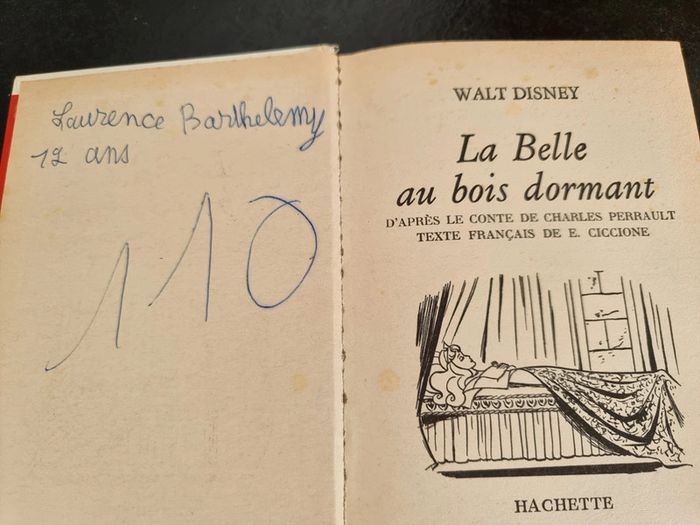 Laurence Barthelemy
12 ans
110
WALT DISNEY
La Belle
au bois dormant
D'APRÈS LE CONTE DE CHARLES PERRAULT
TEXTE FRANÇAIS DE E. CICCIONE
HACHETTE